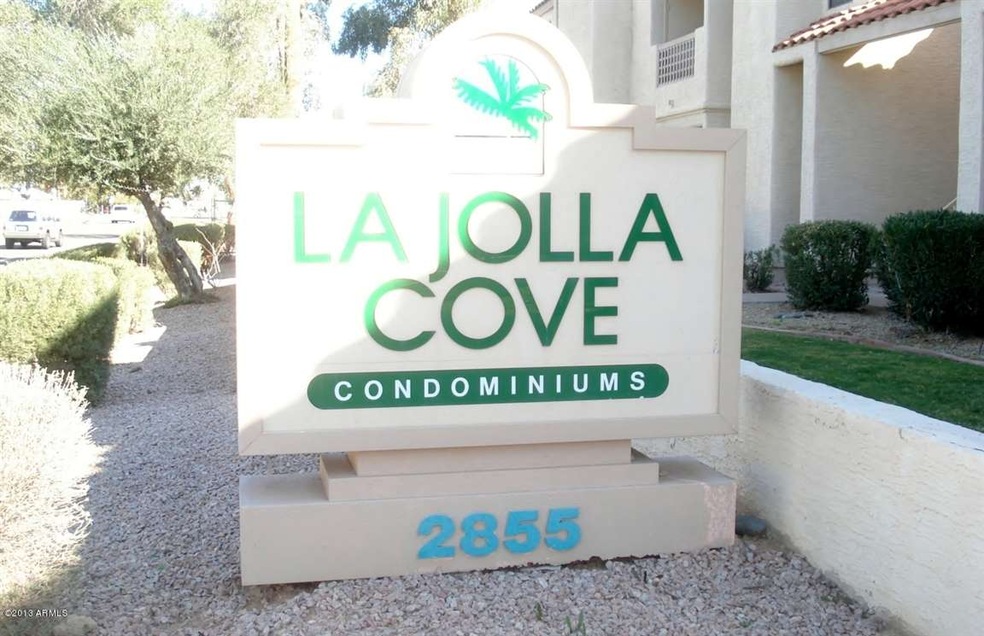 LA JOLLA
COVE
CONDOMINIUMS
2855
©2013 ARMLS